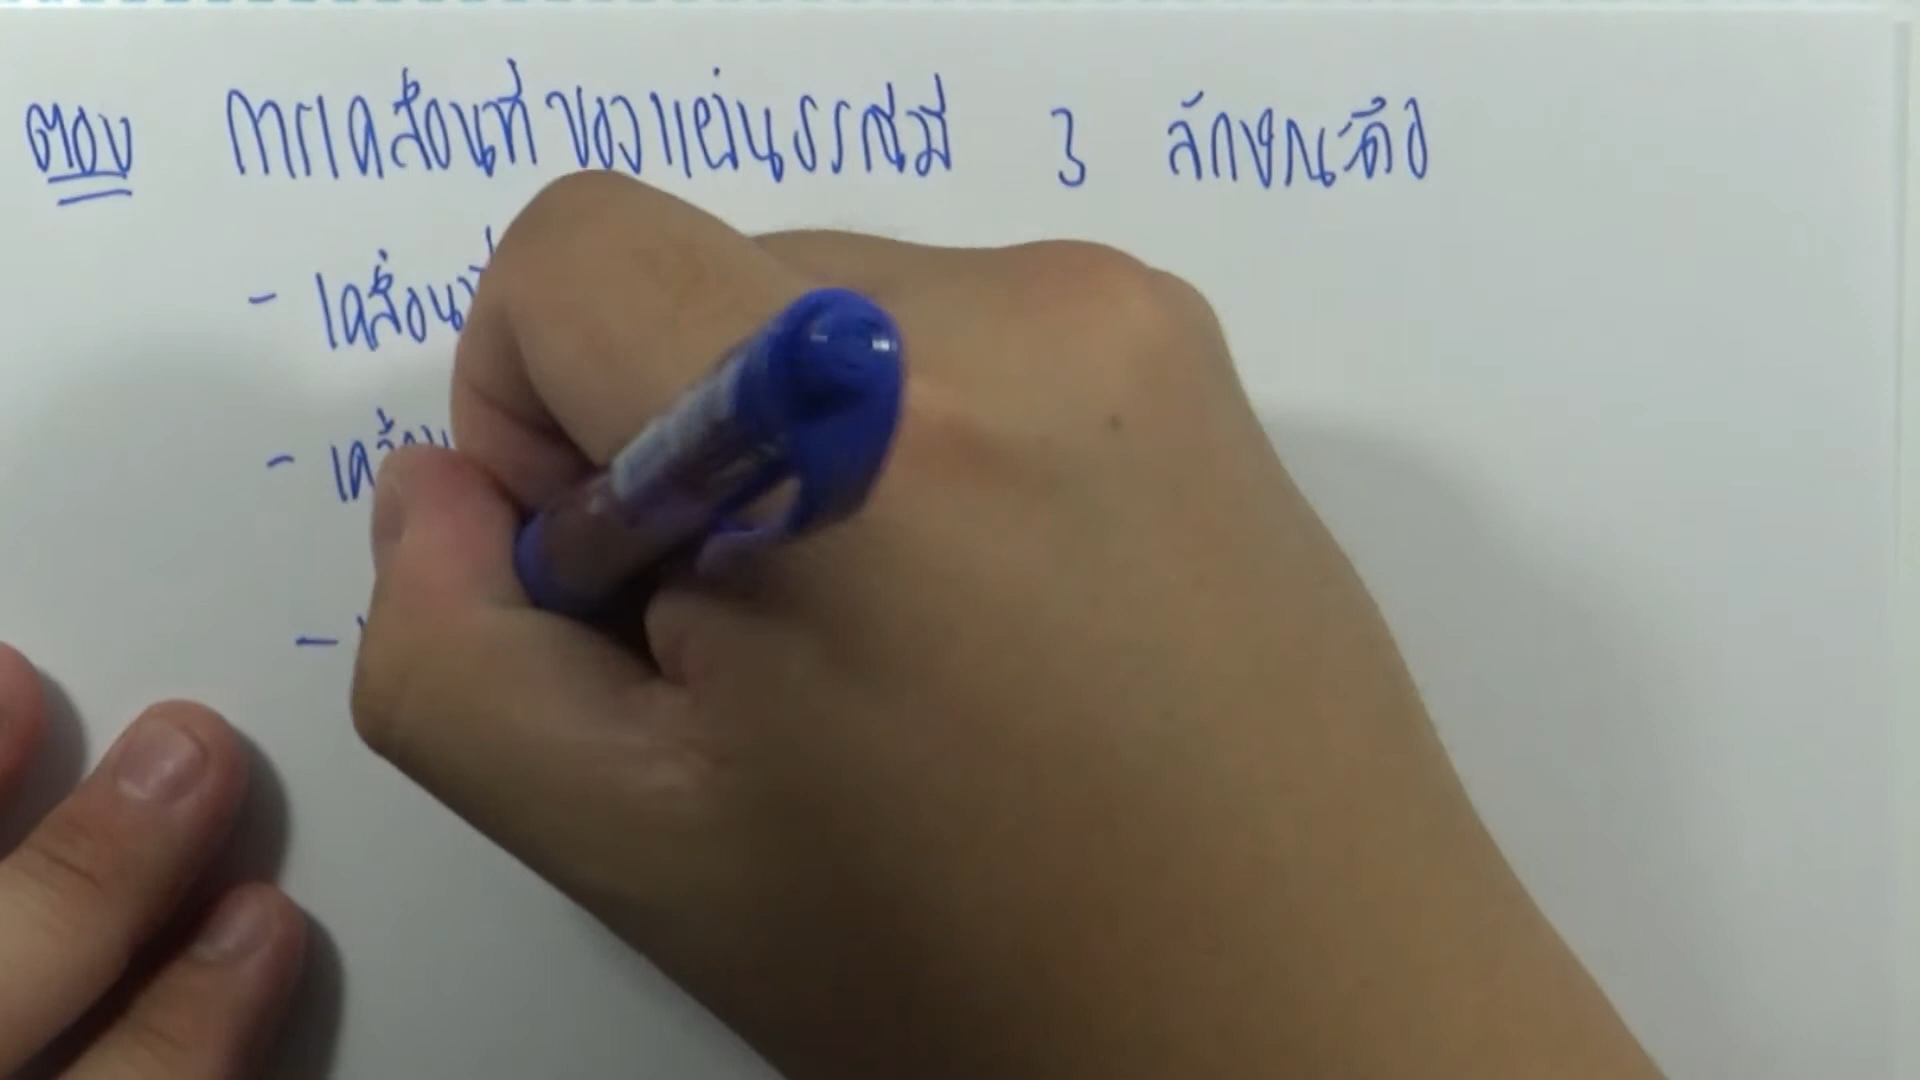 ตอบ การเคลื่อนที่ของแผ่นธรณีมี 3 ลักษณะคือ
- เคลื่อนที่
- เคลื่อน
-